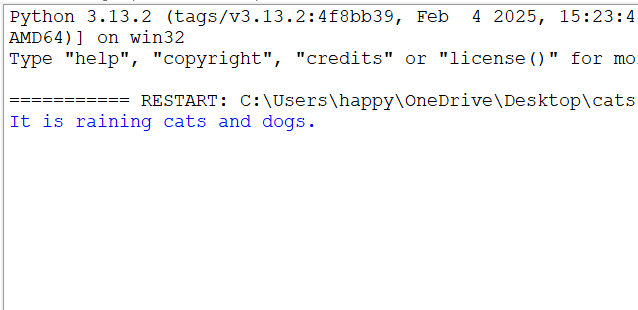 Python 3.13.2 (tags/v3.13.2:4f8bb39, Feb  4 2025, 15:23:4
AMD64)] on win32
Type "help", "copyright", "credits" or "license()" for mo
=========== RESTART: C:\Users\happy\OneDrive\Desktop\cats
It is raining cats and dogs.